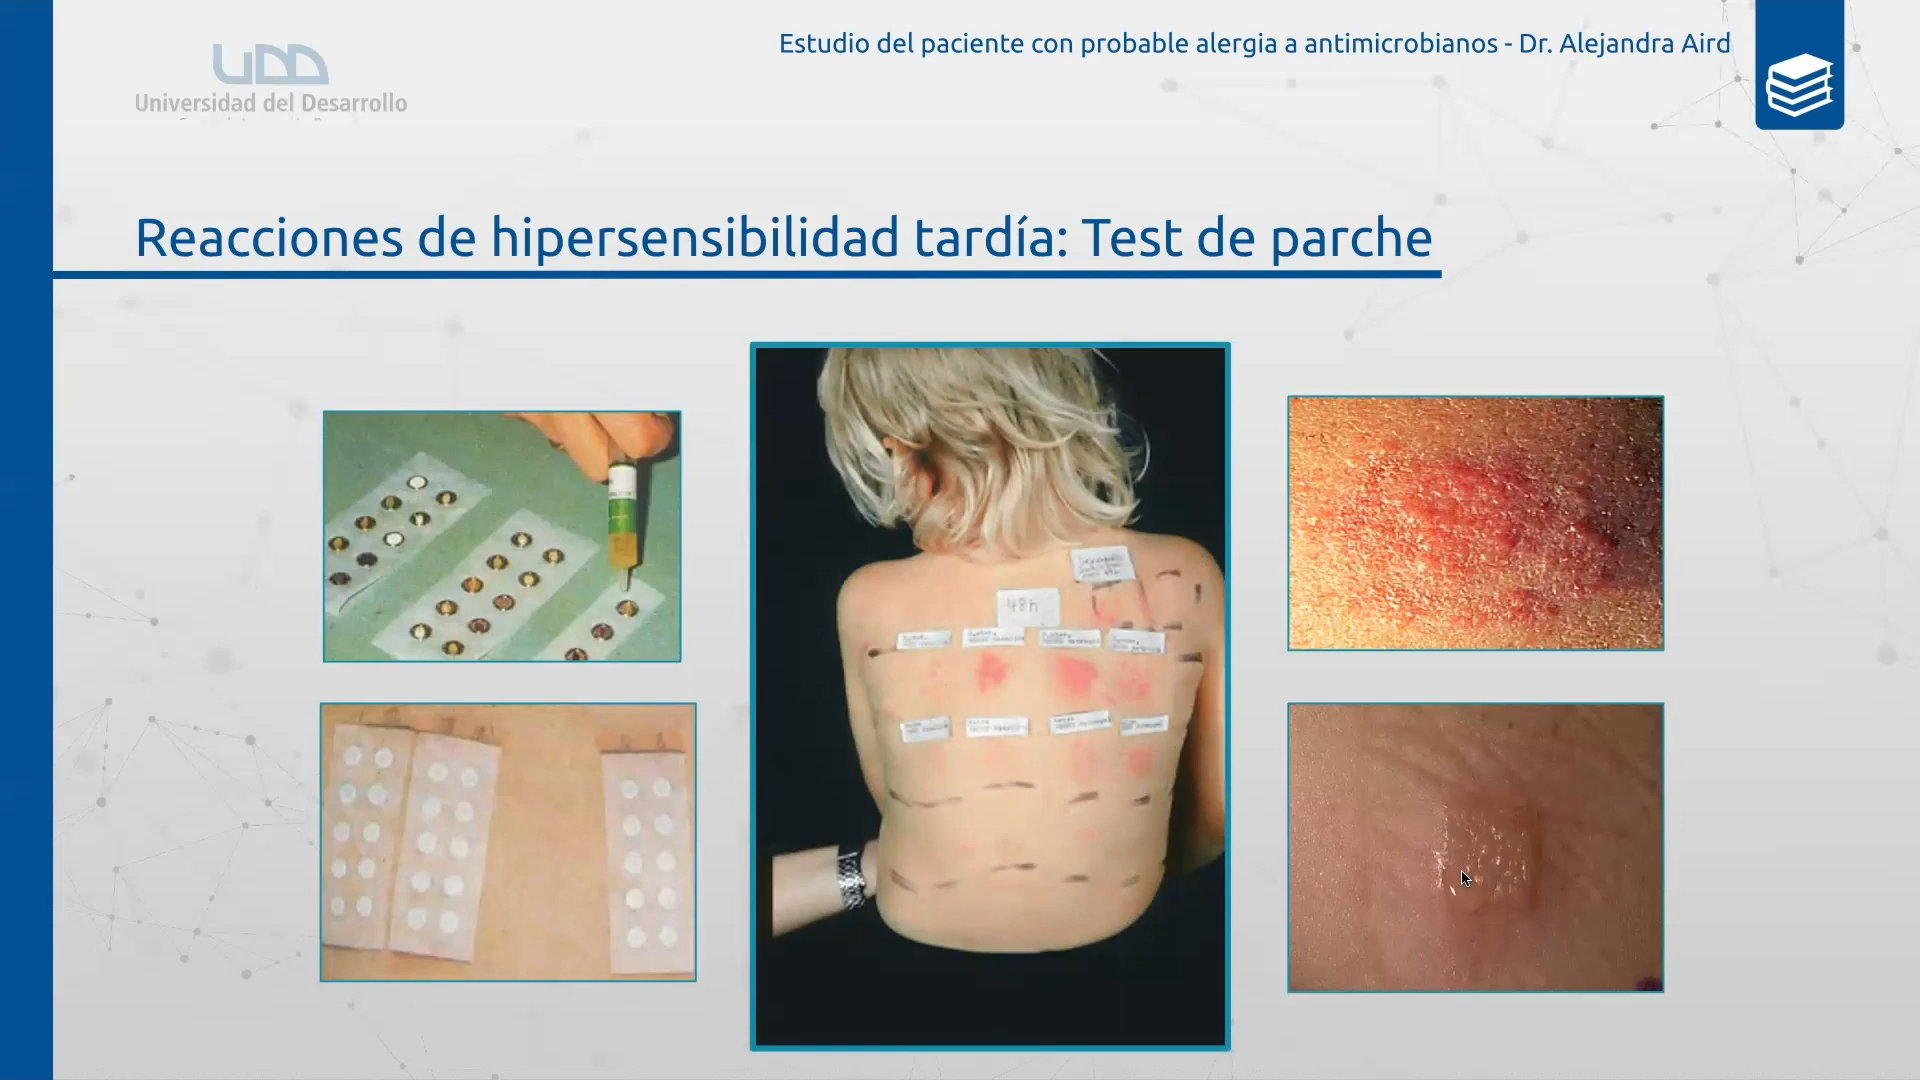 Estudio del paciente con probable alergia a antimicrobianos - Dr. Alejandra Aird
UDD
Universidad del Desarrollo
Reacciones de hipersensibilidad tardía: Test de parche
48h